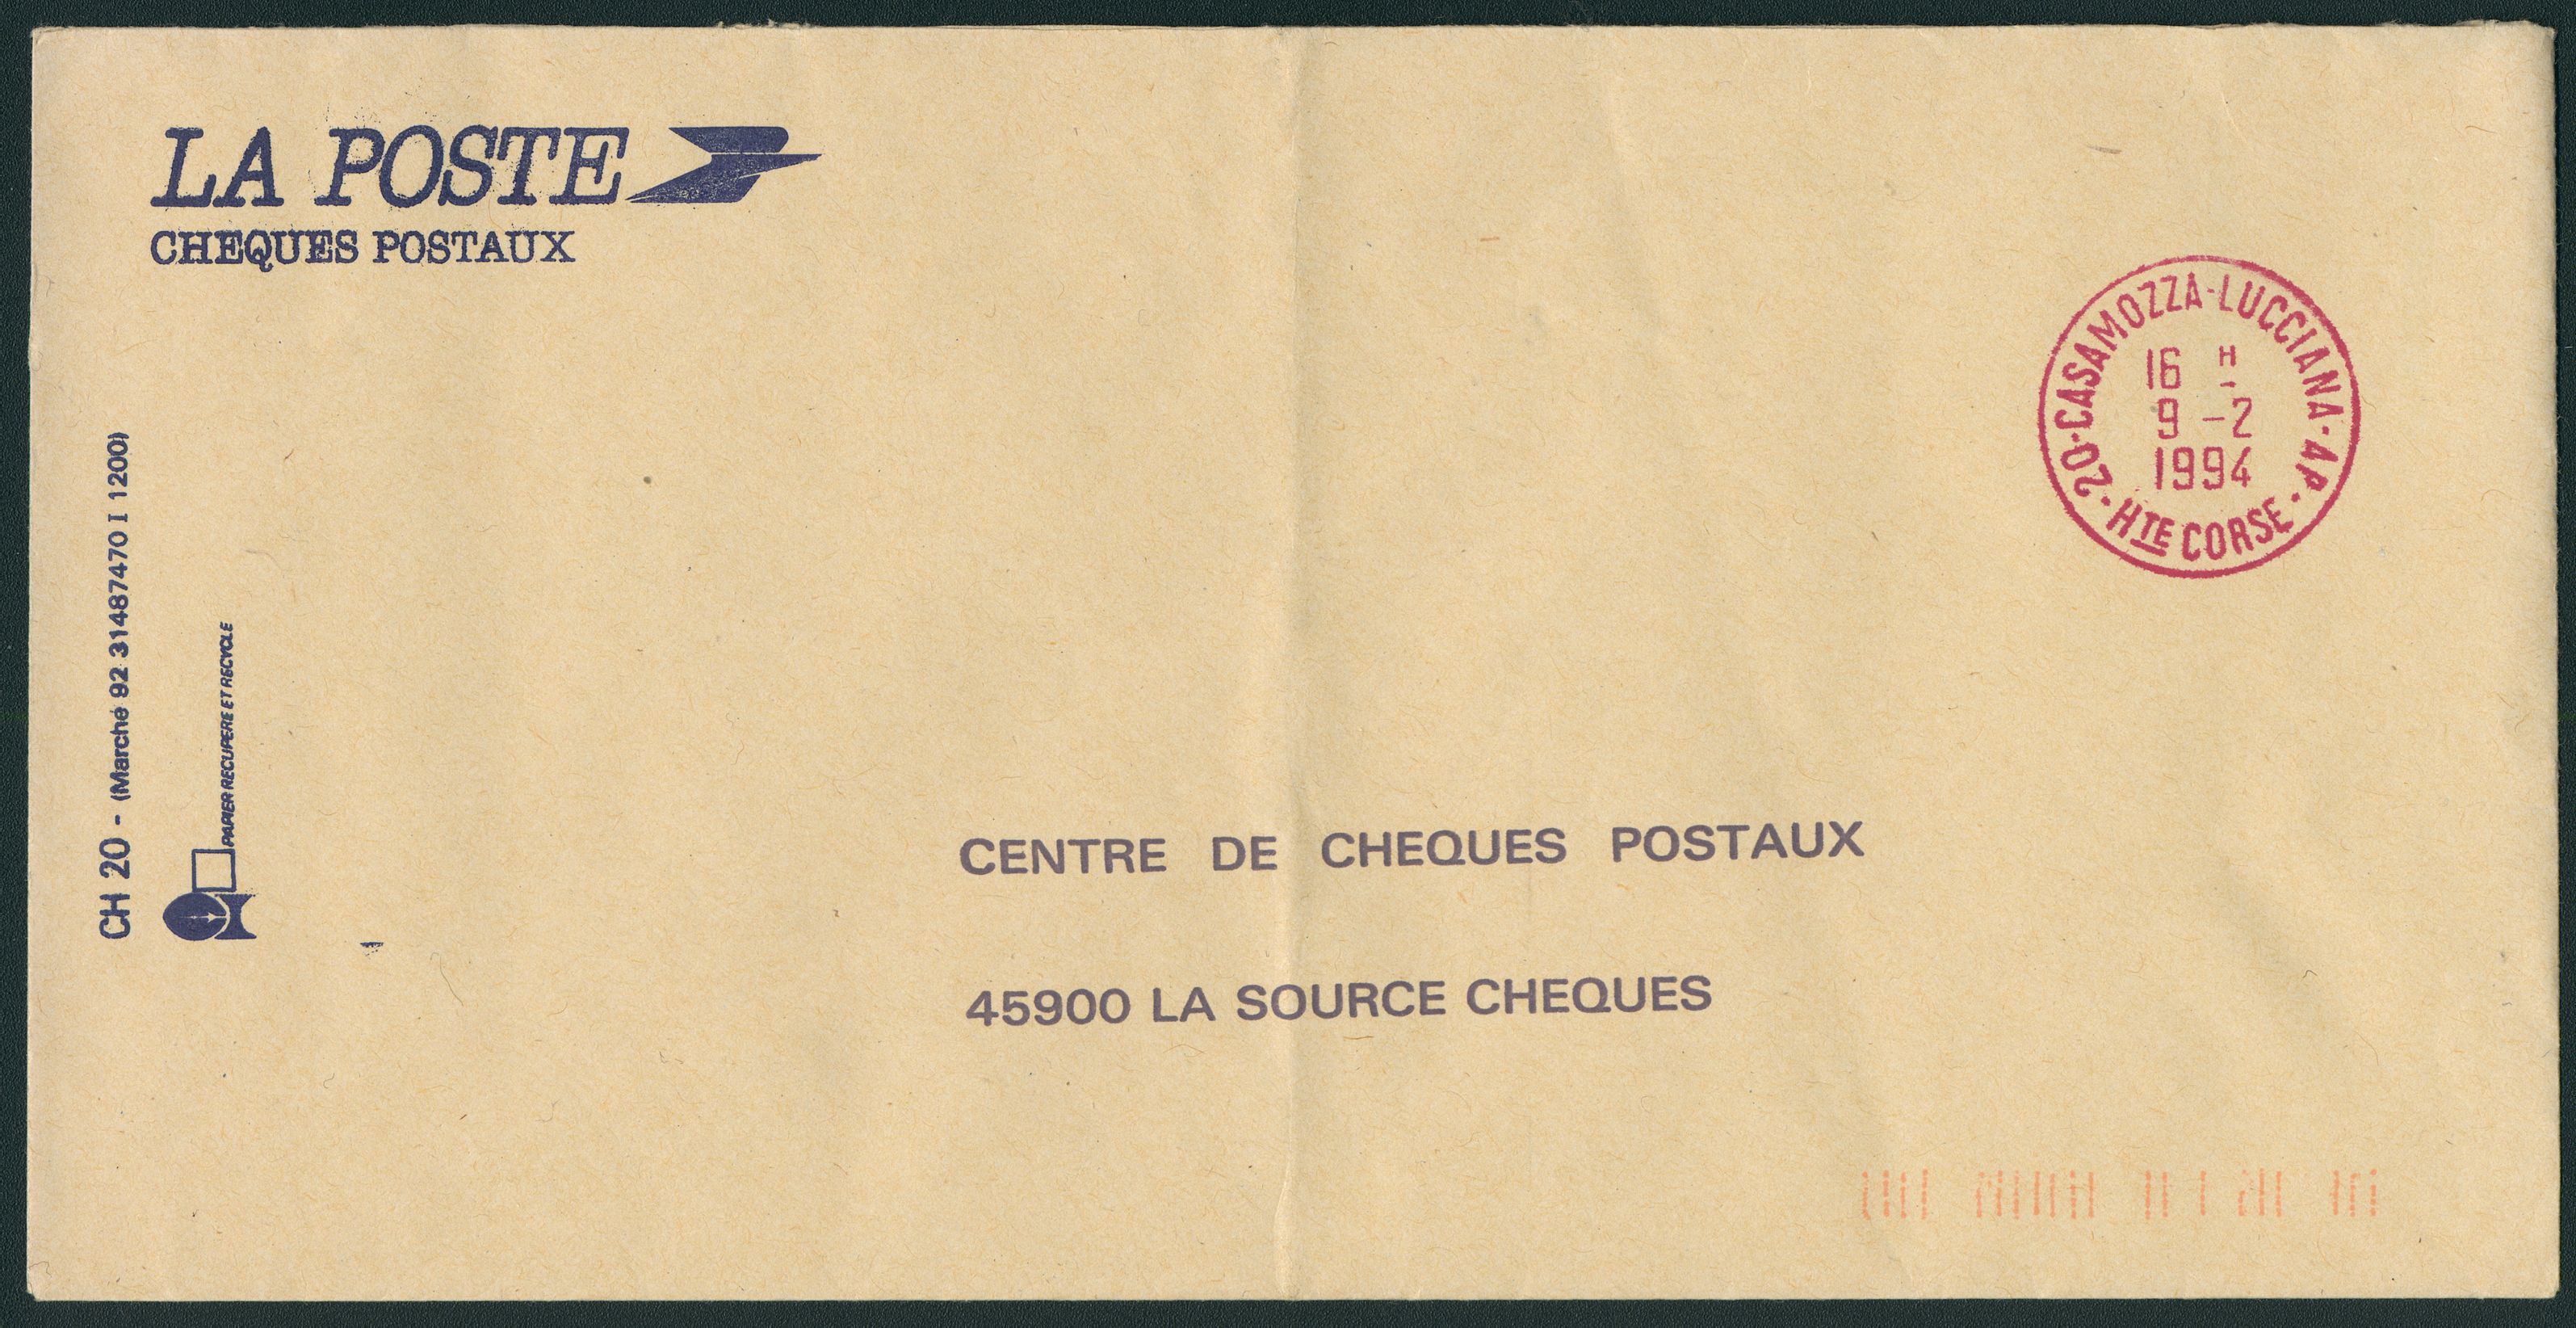 LA POSTE
CHEQUES POSTAUX
20-CASAMOZZA-LUCCIANA-4P.
HTE CORSE
16 H
-
9 -2
1994
CH 20 - (Marché 92 31487470 I 1200)
PAPIER RECUPERE ET RECYCLE
CENTRE DE CHEQUES POSTAUX
45900 LA SOURCE CHEQUES